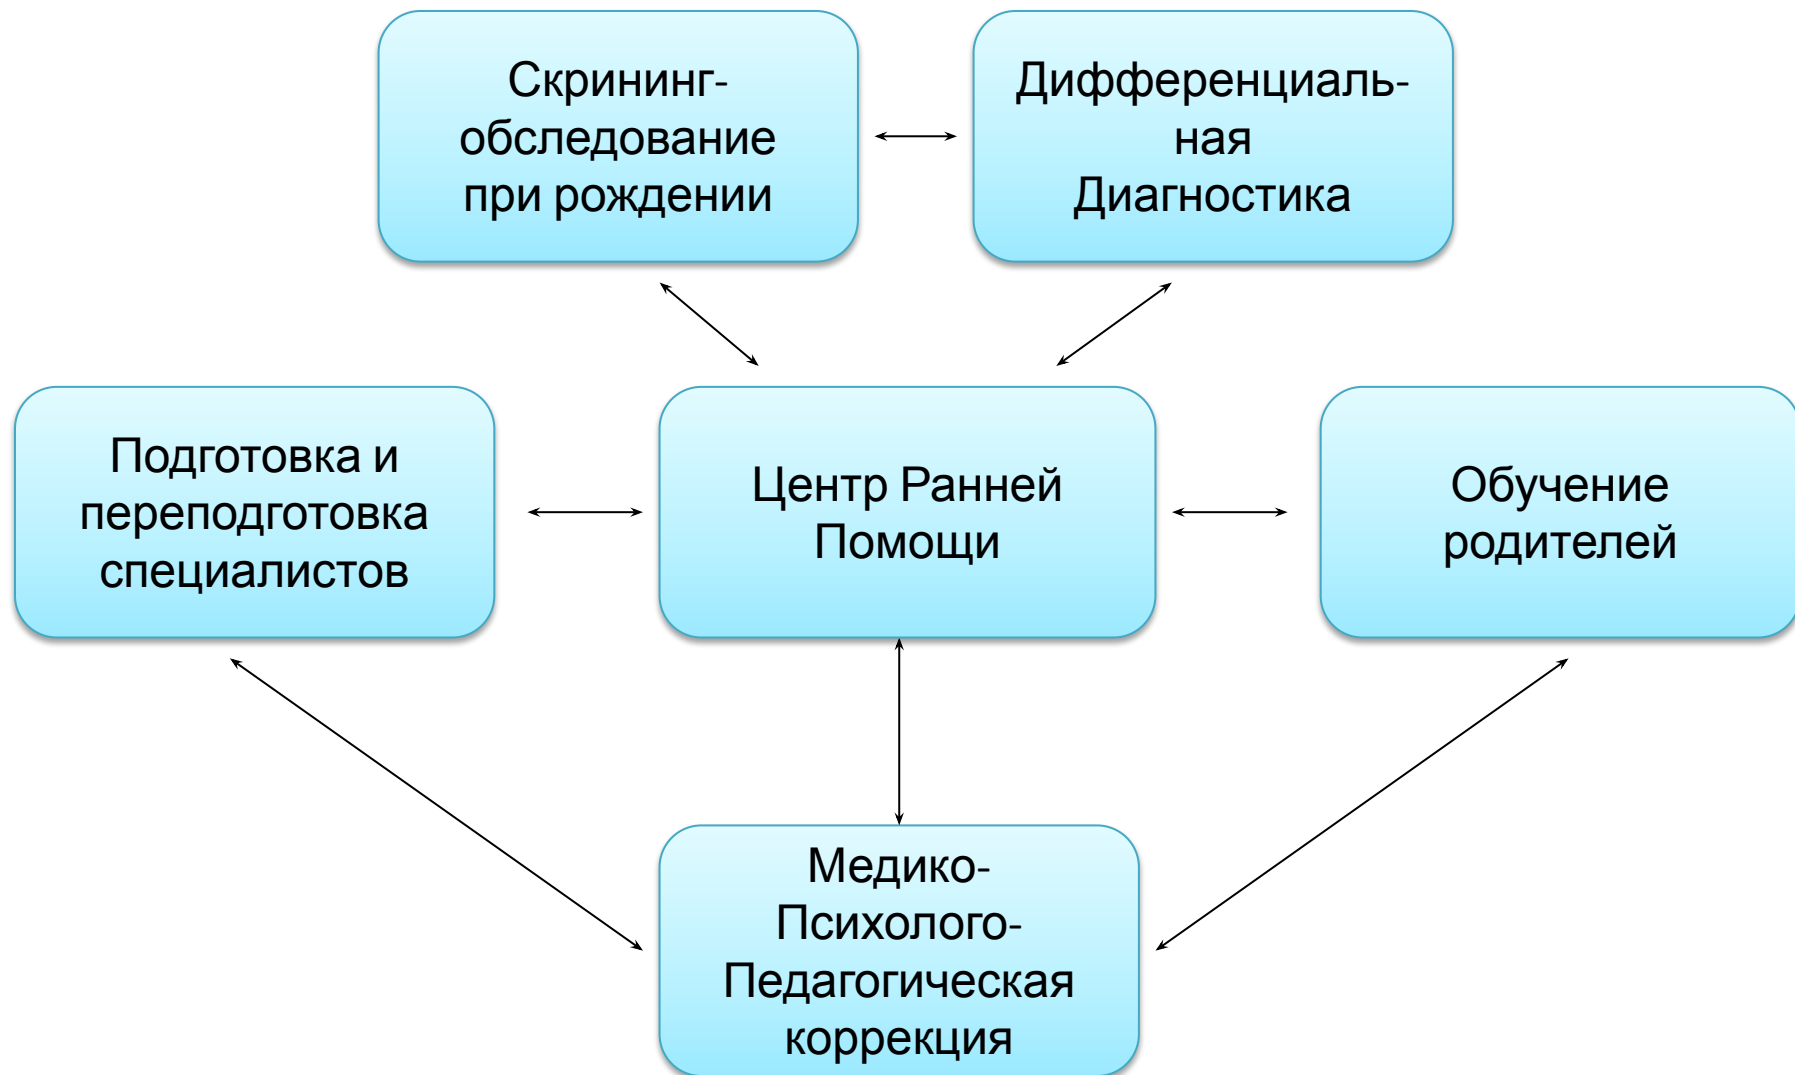 Скрининг-
обследование
при рождении
Дифференциаль-
ная
Диагностика
Подготовка и
переподготовка
специалистов
Центр Ранней
Помощи
Обучение
родителей
Медико-
Психолого-
Педагогическая
коррекция